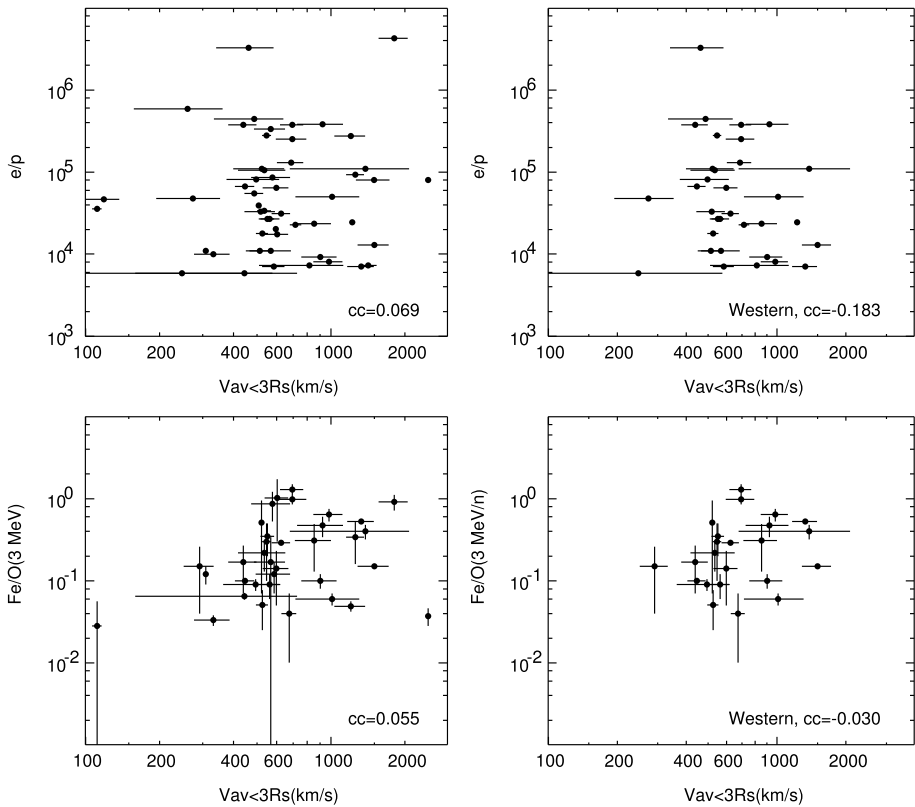 e/p
10^6
10^5
10^4
10^3
cc=0.069
100 200 400 600 1000 2000
Vav<3Rs(km/s)
e/p
10^6
10^5
10^4
10^3
Western, cc=-0.183
100 200 400 600 1000 2000
Vav<3Rs(km/s)
Fe/O(3 MeV)
10^0
10^-1
10^-2
cc=0.055
100 200 400 600 1000 2000
Vav<3Rs(km/s)
Fe/O(3 MeV/n)
10^0
10^-1
10^-2
Western, cc=-0.030
100 200 400 600 1000 2000
Vav<3Rs(km/s)